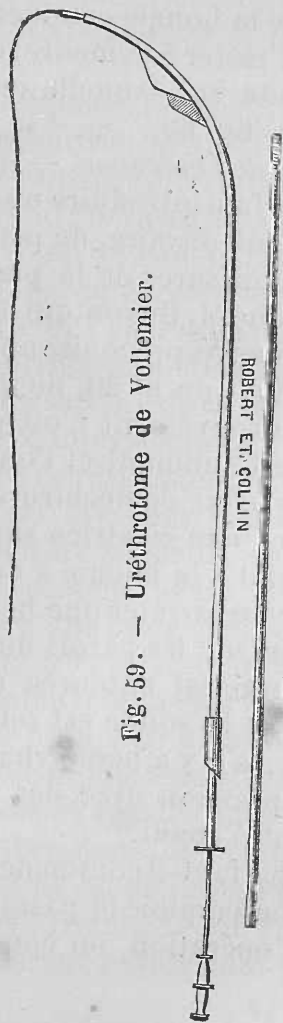 Fig. 59. — Uréthrotome de Vollemier.
ROBERT ET. COLLIN